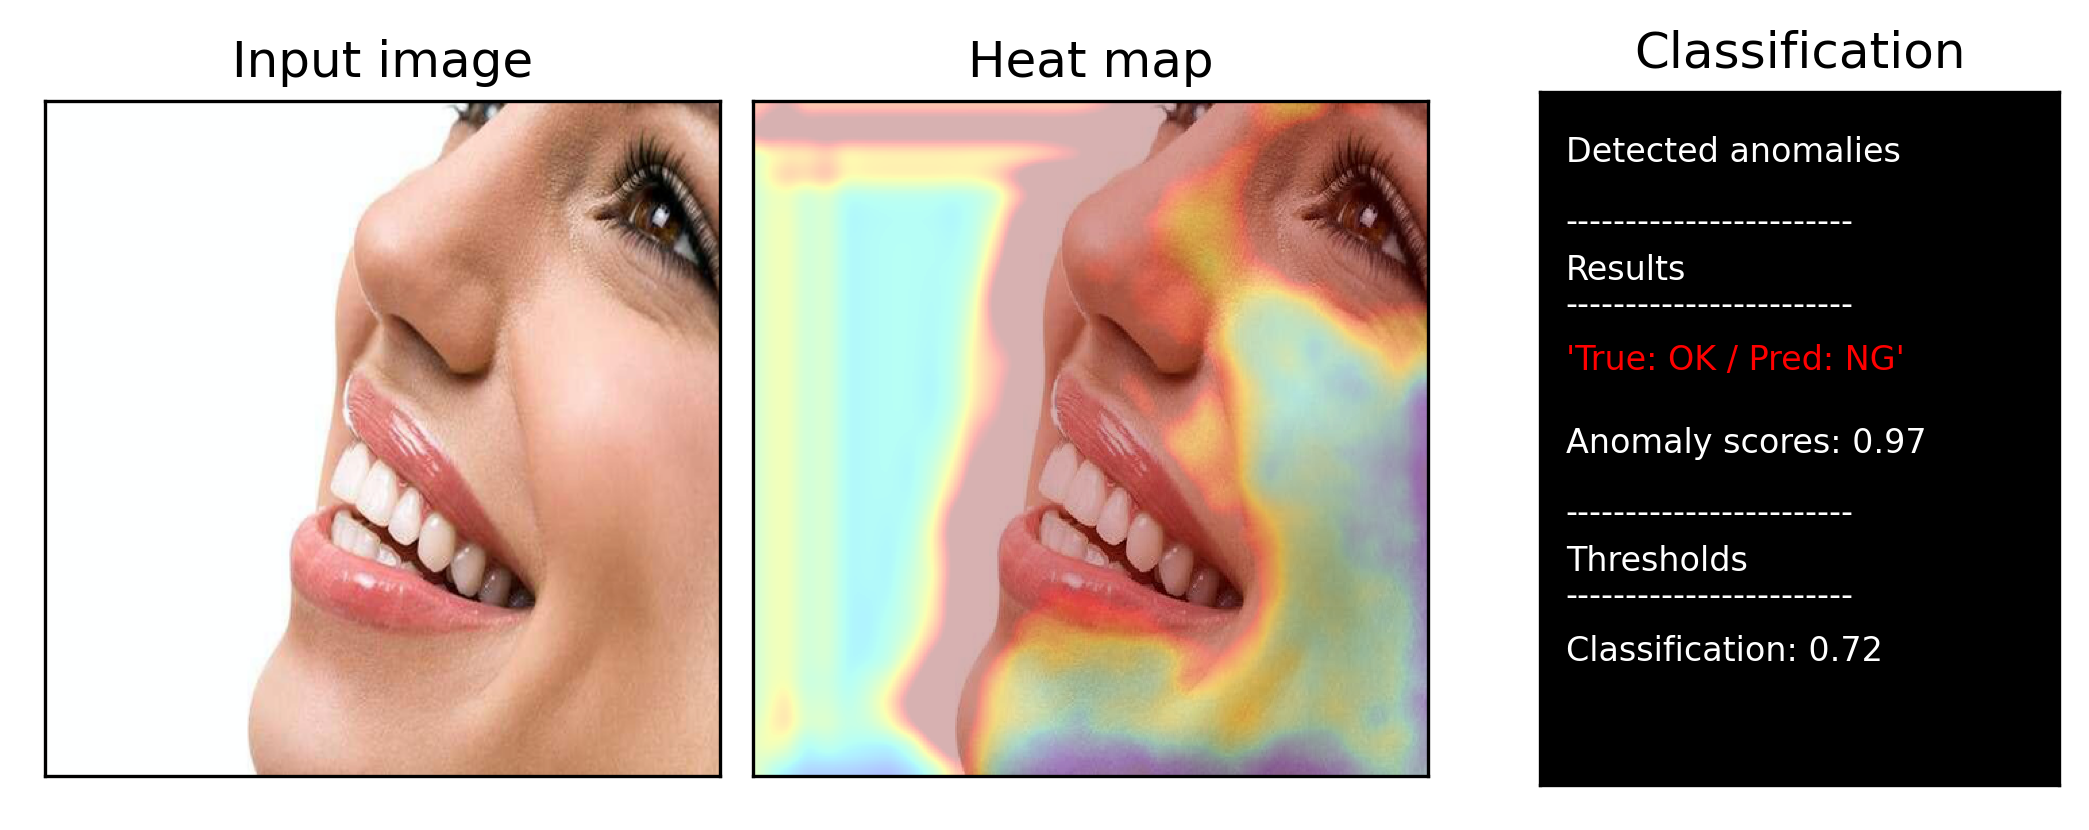 Input image
Heat map
Classification
Detected anomalies
------------------------
Results
------------------------
'True: OK / Pred: NG'
Anomaly scores: 0.97
------------------------
Thresholds
------------------------
Classification: 0.72